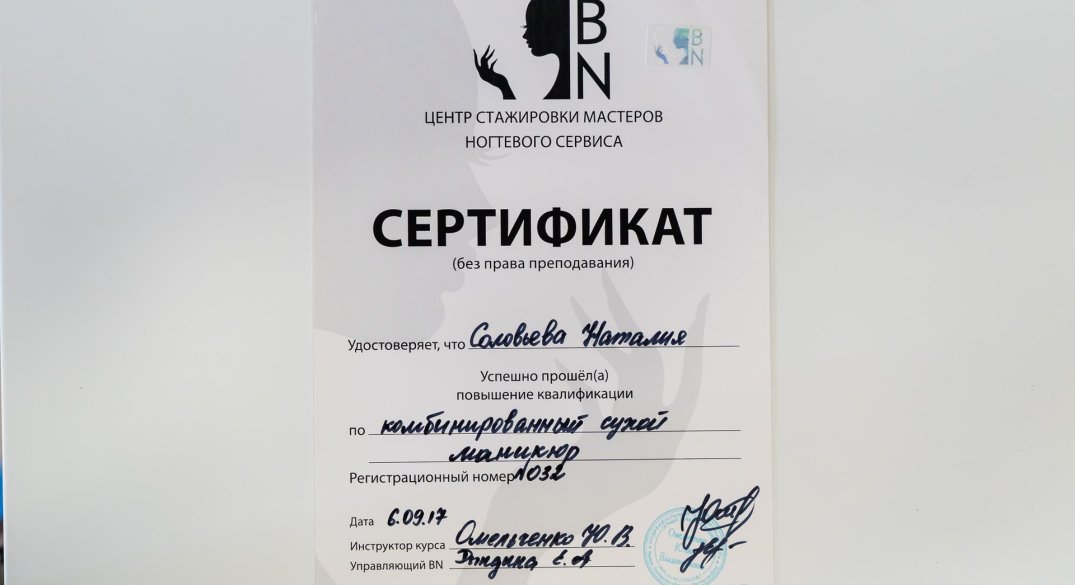 BN
BN
ЦЕНТР СТАЖИРОВКИ МАСТЕРОВ
НОГТЕВОГО СЕРВИСА
СЕРТИФИКАТ
(без права преподавания)
Удостоверяет, что Соловьева Наталия
Успешно прошёл(а)
повышение квалификации
по комбинированный сухой
маникюр
Регистрационный номер №032
Дата 6.09.17
Инструктор курса Омельченко Ю. В.
Управляющий BN Е. А